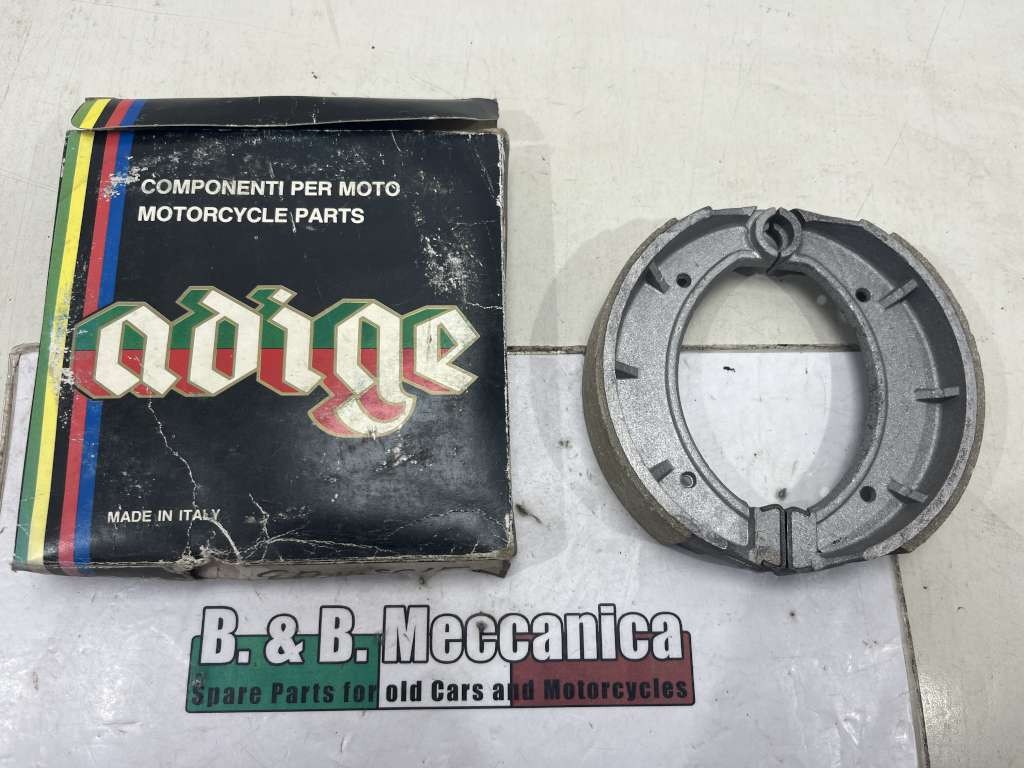 COMPONENTI PER MOTO
MOTORCYCLE PARTS
adige
MADE IN ITALY
B. & B. Meccanica
Spare Parts for old Cars and Motorcycles